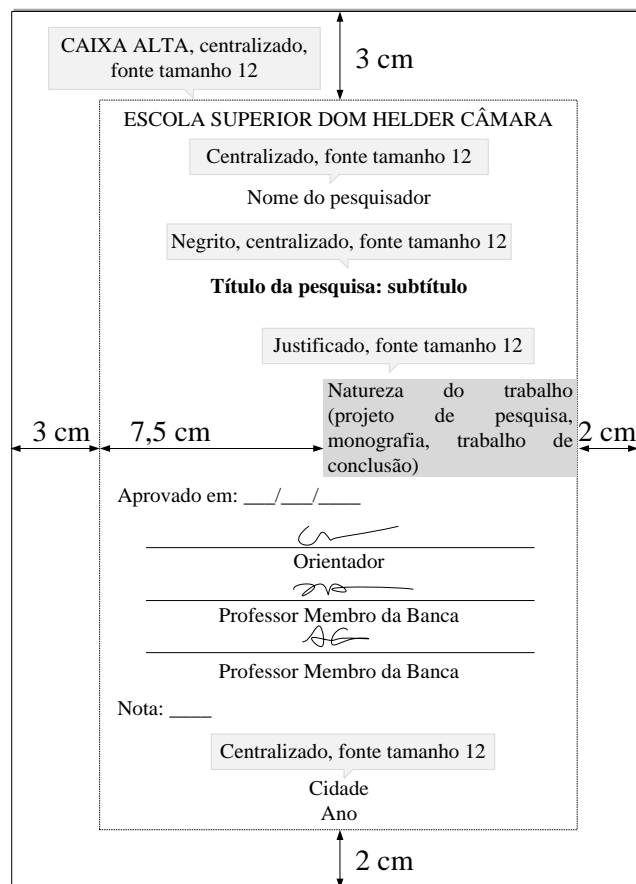 CAIXA ALTA, centralizado,
fonte tamanho 12
3 cm
ESCOLA SUPERIOR DOM HELDER CÂMARA
Centralizado, fonte tamanho 12
Nome do pesquisador
Negrito, centralizado, fonte tamanho 12
Título da pesquisa: subtítulo
Justificado, fonte tamanho 12
Natureza do trabalho
(projeto de pesquisa,
monografia, trabalho de
conclusão)
3 cm
7,5 cm
2 cm
Aprovado em: ___/___/____
Orientador
Professor Membro da Banca
Professor Membro da Banca
Nota: ____
Centralizado, fonte tamanho 12
Cidade
Ano
2 cm